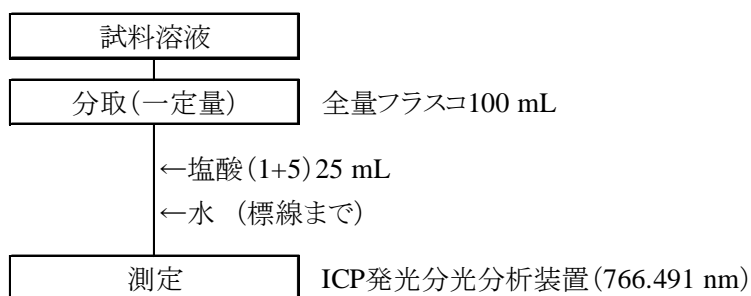 試料溶液
分取(一定量) 全量フラスコ100 mL
←塩酸(1+5)25 mL
←水 (標線まで)
測定 ICP発光分光分析装置(766.491 nm)